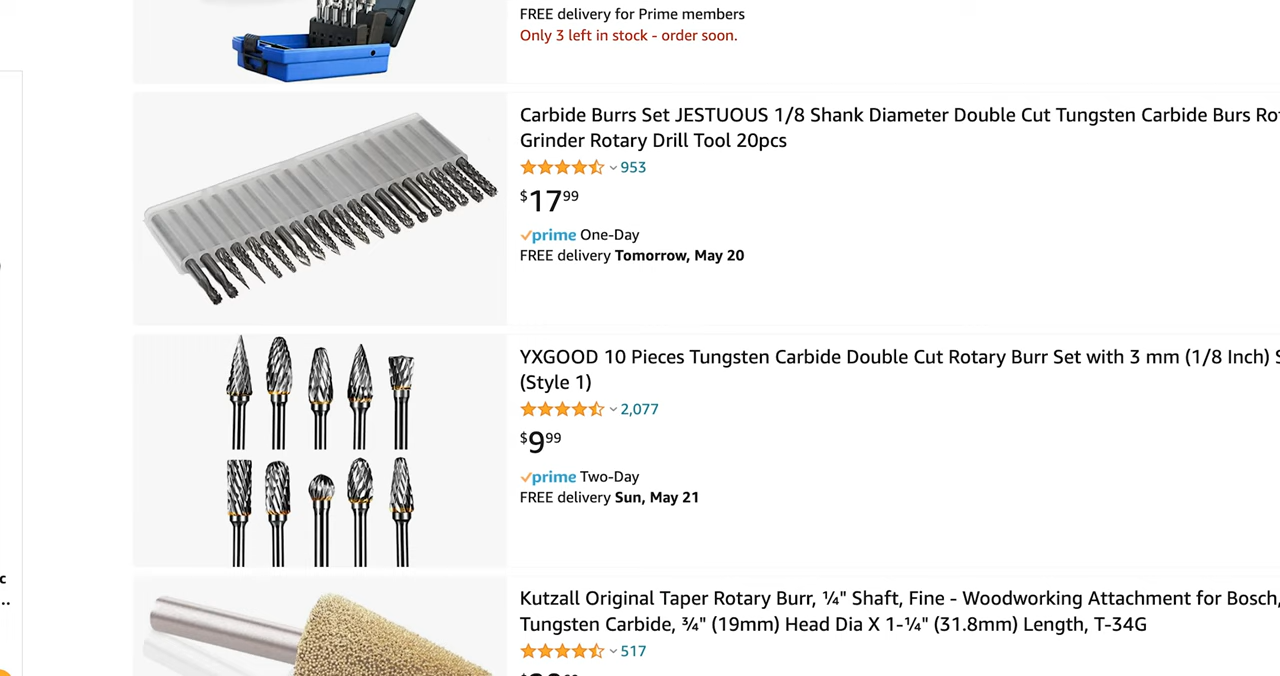 FREE delivery for Prime members
Only 3 left in stock - order soon.
Carbide Burrs Set JESTUOUS 1/8 Shank Diameter Double Cut Tungsten Carbide Burs
Grinder Rotary Drill Tool 20pcs
953
$17 99
prime One-Day
FREE delivery Tomorrow, May 20
YXGOOD 10 Pieces Tungsten Carbide Double Cut Rotary Burr Set with 3 mm (1/8 Inch)
(Style 1)
2,077
$9 99
prime Two-Day
FREE delivery Sun, May 21
Kutzall Original Taper Rotary Burr, ¼" Shaft, Fine - Woodworking Attachment for Bosch,
Tungsten Carbide, ¾" (19mm) Head Dia X 1-¼" (31.8mm) Length, T-34G
517